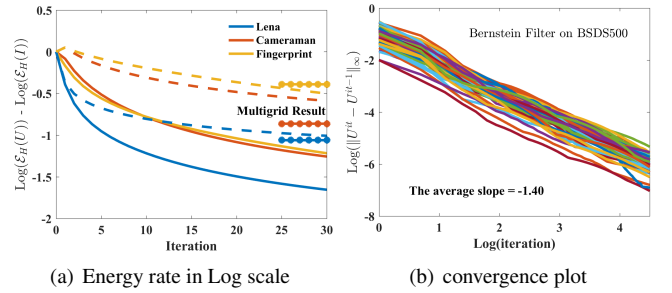 Lena
Cameraman
Fingerprint
Multigrid Result
Log(ℰ_H(U)) - Log(ℰ_H(I))
0
-0.5
-1
-1.5
-2
0 5 10 15 20 25 30
Iteration
(a) Energy rate in Log scale
Bernstein Filter on BSDS500
Log(‖U^{it} − U^{it−1}‖_∞)
0
-2
-4
-6
-8
The average slope = -1.40
0 1 2 3 4
Log(iteration)
(b) convergence plot